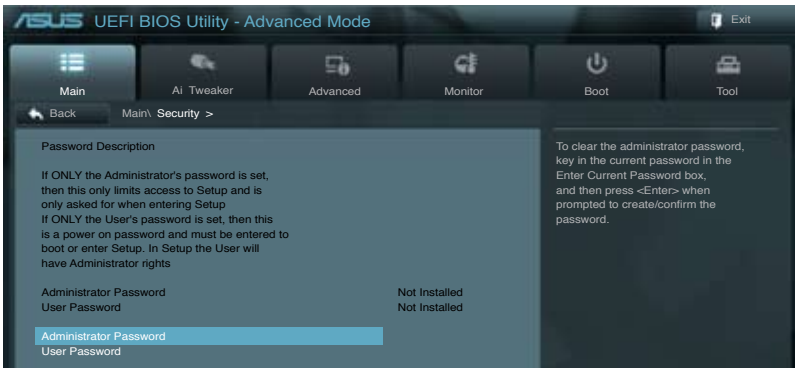 ASUS UEFI BIOS Utility - Advanced Mode
Exit
Main
Ai Tweaker
Advanced
Monitor
Boot
Tool
Back
Main\ Security >
Password Description
If ONLY the Administrator's password is set,
then this only limits access to Setup and is
only asked for when entering Setup
If ONLY the User's password is set, then this
is a power on password and must be entered to
boot or enter Setup. In Setup the User will
have Administrator rights
Administrator Password Not Installed
User Password Not Installed
Administrator Password
User Password
To clear the administrator password,
key in the current password in the
Enter Current Password box,
and then press <Enter> when
prompted to create/confirm the
password.